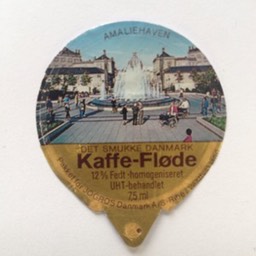 AMALIEHAVEN
"DET SMUKKE DANMARK"
Kaffe-Fløde
12% Fedt -homogeniseret
UHT-behandlet
7,5 ml